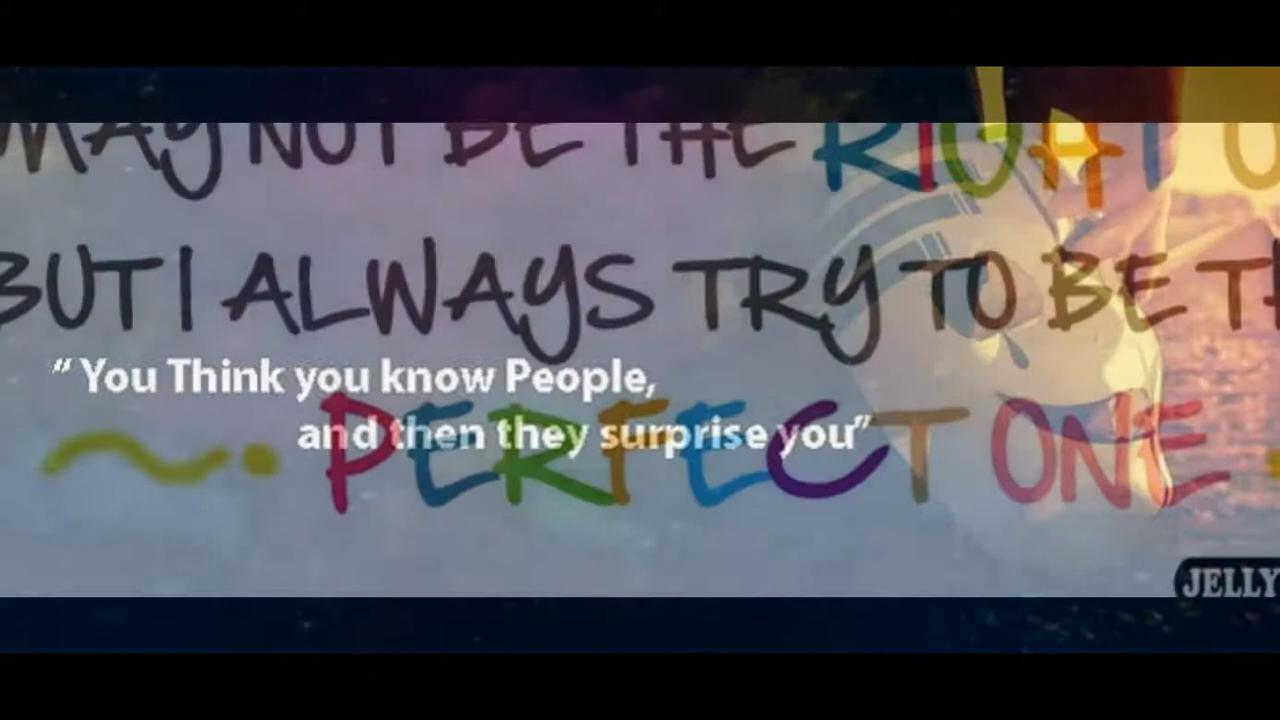 MAY NOT BE THE RIGHT
BUT I ALWAYS TRY TO BE
“ You Think you know People,
and then they surprise you”
PERFECT ONE
JELLY